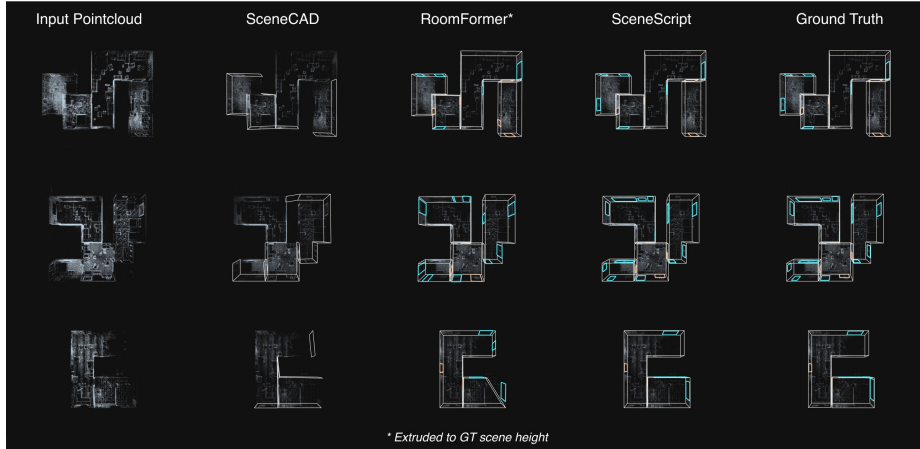 Input Pointcloud SceneCAD RoomFormer* SceneScript Ground Truth
* Extruded to GT scene height